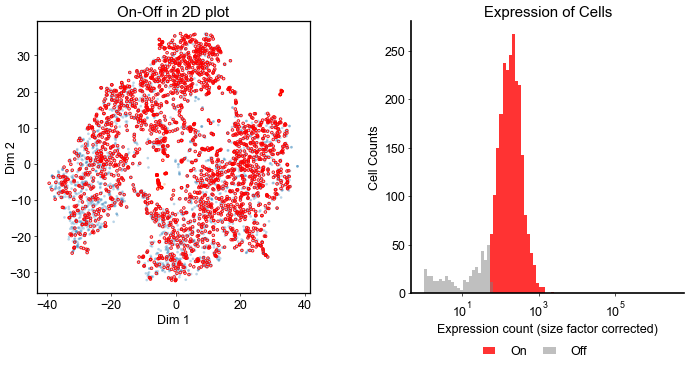 On-Off in 2D plot
Expression of Cells
Dim 2
30
20
10
0
−10
−20
−30
−40
−20
0
20
40
Dim 1
Cell Counts
250
200
150
100
50
0
10^1
10^3
10^5
Expression count (size factor corrected)
On
Off